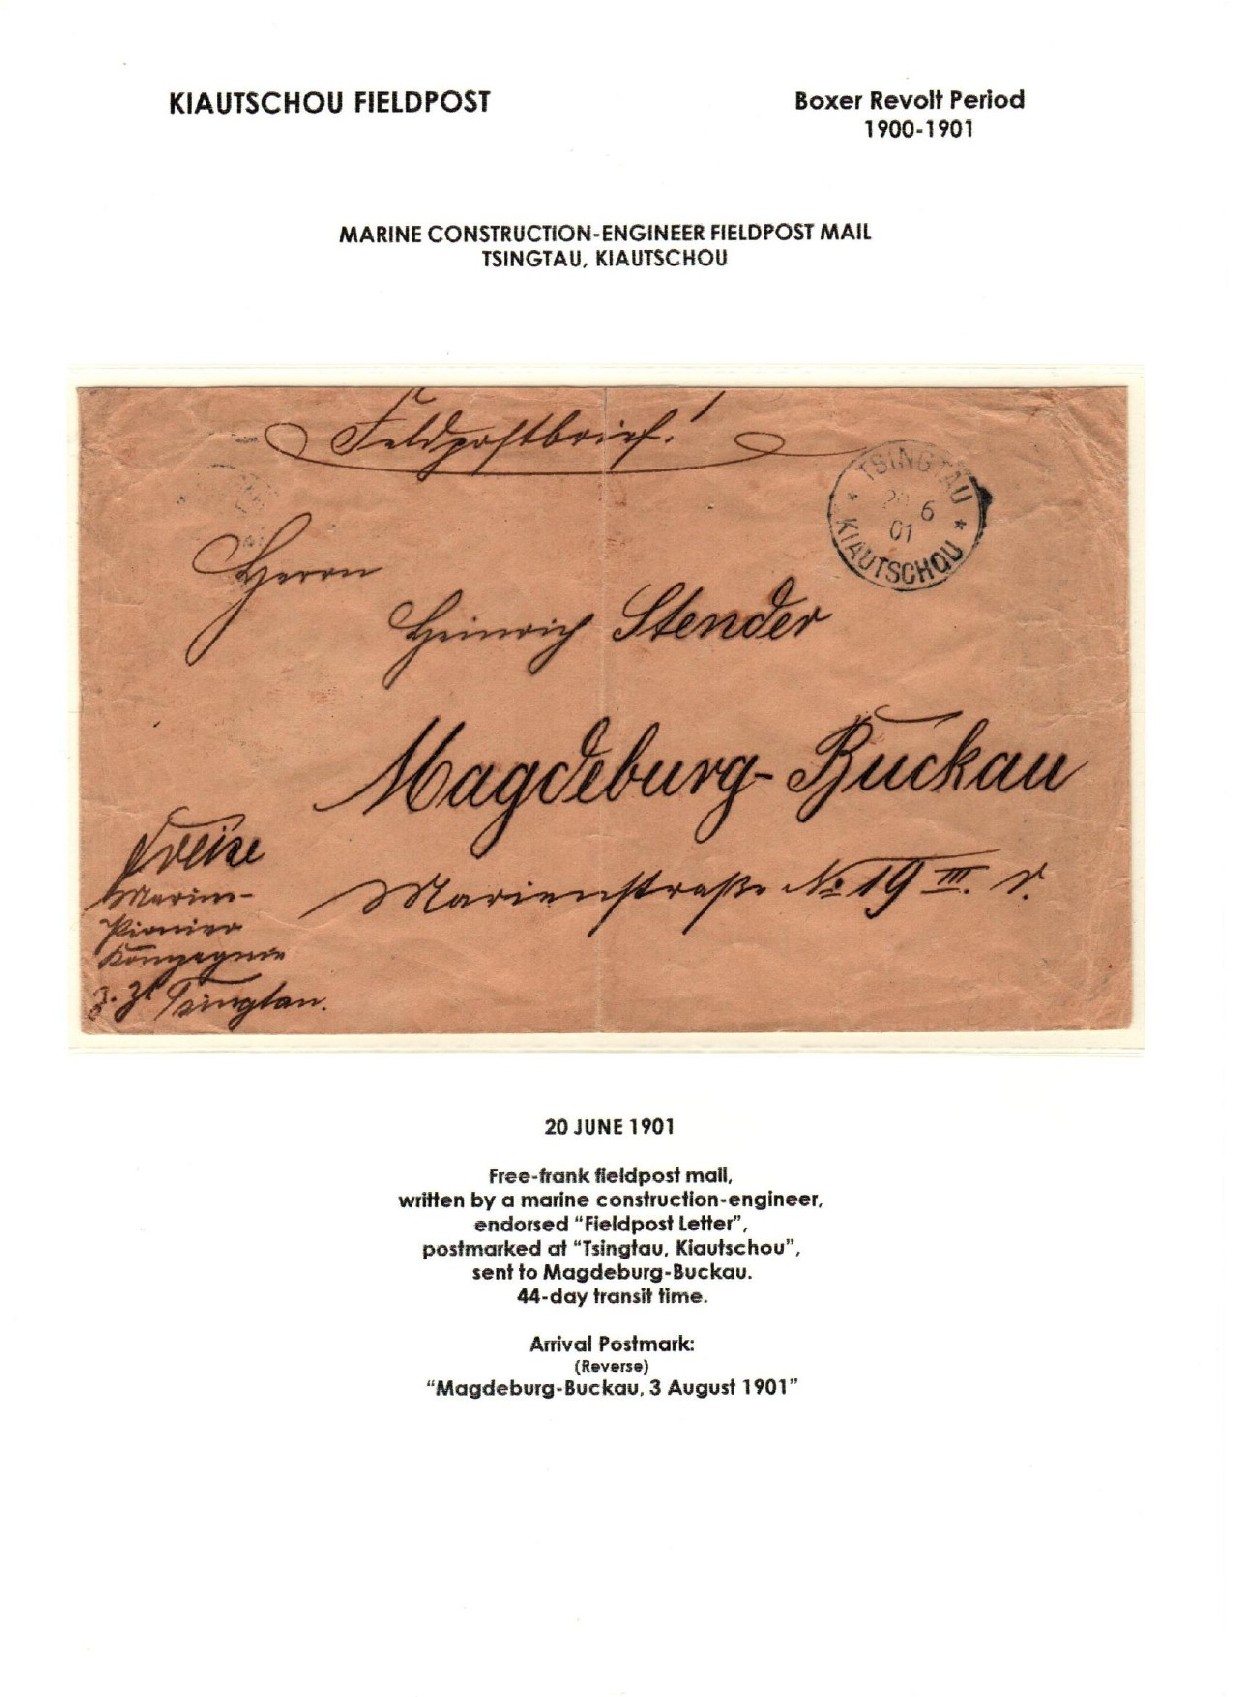 KIAUTSCHOU FIELDPOST
Boxer Revolt Period
1900-1901
MARINE CONSTRUCTION-ENGINEER FIELDPOST MAIL
TSINGTAU, KIAUTSCHOU
Feldpostbrief!
TSINGTAU
20 6
01
* KIAUTSCHOU *
Herrn
Heinrich Stender
Magdeburg-Buckau
Marienstraße No 19 III. r.
Marine-
Pionier
Kompagnie
z. Zt Tsingtau.
20 JUNE 1901
Free-frank fieldpost mail,
written by a marine construction-engineer,
endorsed “Fieldpost Letter”,
postmarked at “Tsingtau, Kiautschou”,
sent to Magdeburg-Buckau.
44-day transit time.
Arrival Postmark:
(Reverse)
“Magdeburg-Buckau, 3 August 1901”